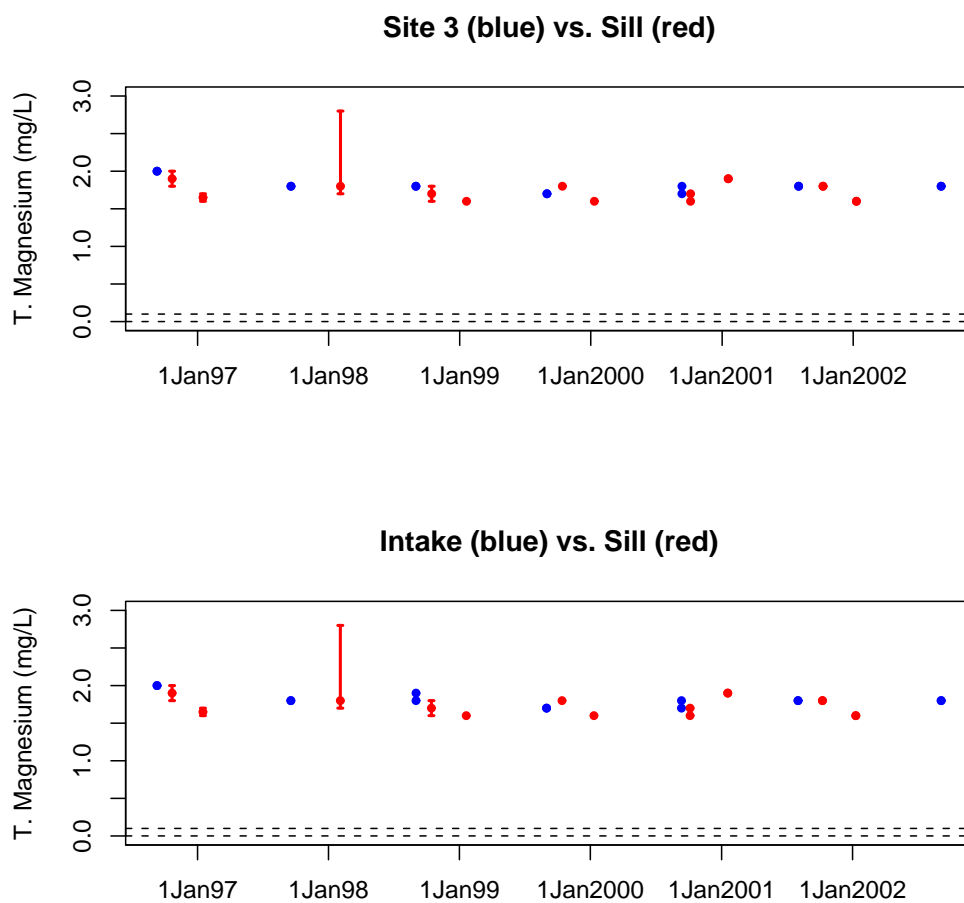 Site 3 (blue) vs. Sill (red)
T. Magnesium (mg/L)
3.0
2.0
1.0
0.0
1Jan97 1Jan98 1Jan99 1Jan2000 1Jan2001 1Jan2002
Intake (blue) vs. Sill (red)
T. Magnesium (mg/L)
3.0
2.0
1.0
0.0
1Jan97 1Jan98 1Jan99 1Jan2000 1Jan2001 1Jan2002